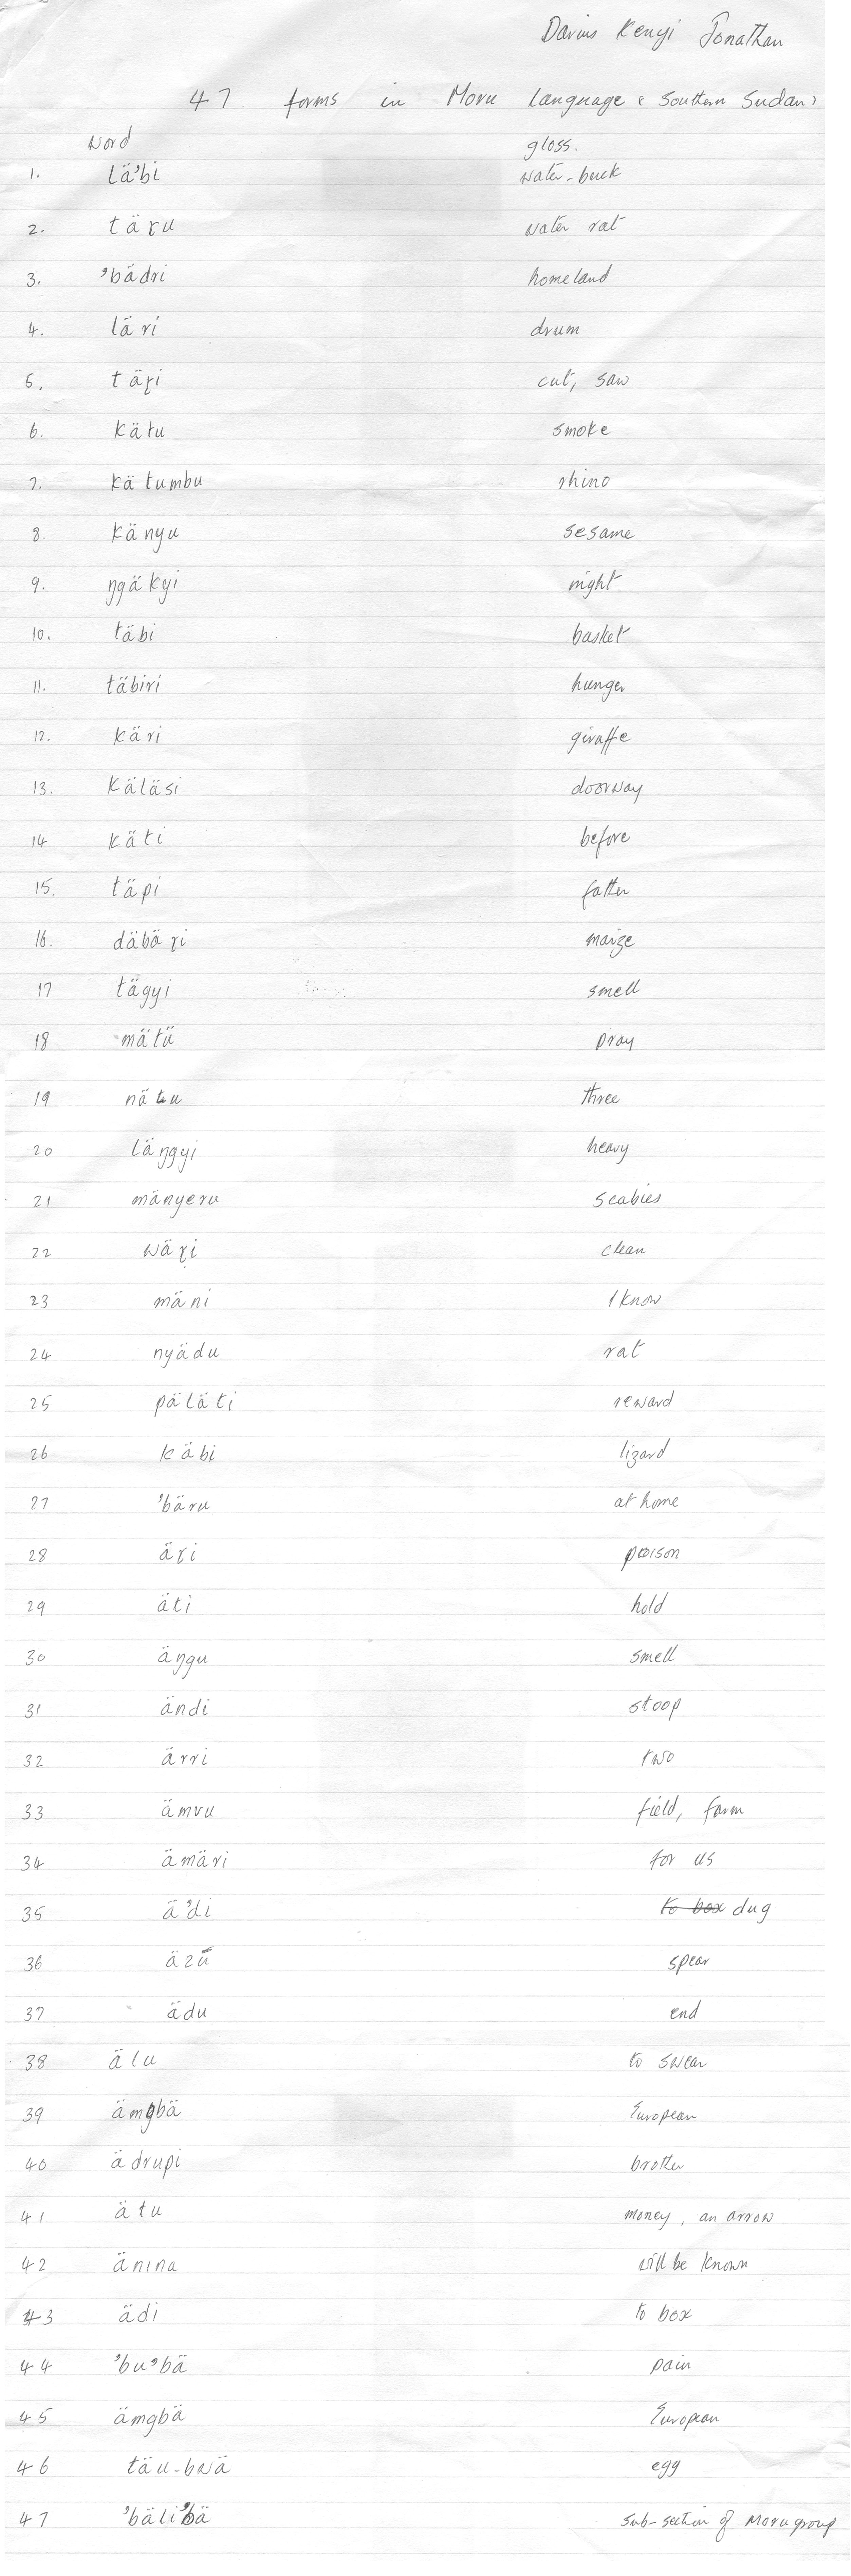 Darius Kenyi Jonathan
47 forms in Moru Language (Southern Sudan)
word gloss.
1. lä'bi water-buck
2. täṛu water rat
3. 'bädri homeland
4. läri drum
5. täṛi cut, saw
6. kätu smoke
7. kätumbu rhino
8. känyu sesame
9. ŋgäkyi night
10. täbi basket
11. täbiri hunger
12. käri giraffe
13. käläsi doorway
14 käti before
15. täpi fatten
16. däbäṛi maize
17 tägyi smell
18 mätü pray
19 nätu three
20 läŋgyi heavy
21 mänyeru scabies
22 wäṛi clean
23 mäni I know
24 nyädu rat
25 päläti reward
26 käbi lizard
27 'bäru at home
28 äṛi poison
29 äti hold
30 äŋgu smell
31 ändi stoop
32 ärri two
33 ämvu field, farm
34 ämäri for us
35 ä'di to box dug
36 äzu spear
37 ädu end
38 älu to swear
39 ämgbä European
40 ädrupi brother
41 ätu money, an arrow
42 änina will be known
43 ädi to box
44 'bu'bä pain
45 ämgbä European
46 täu-bwä egg
47 'bäli'bä sub-section of Moru group